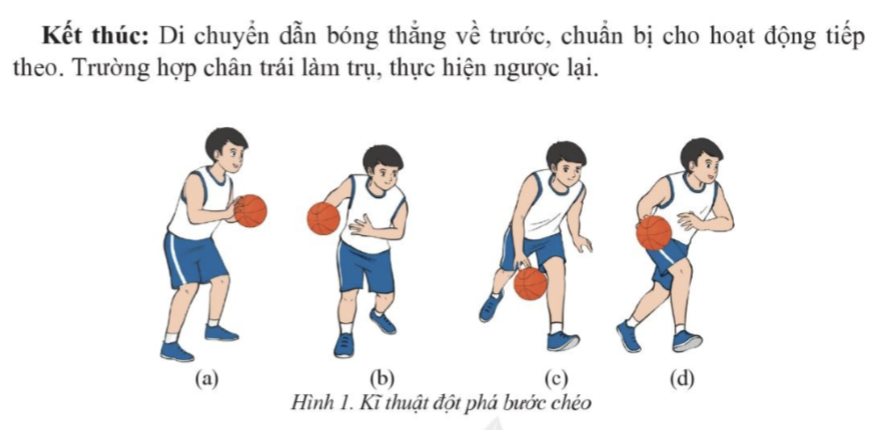 Kết thúc: Di chuyển dẫn bóng thẳng về trước, chuẩn bị cho hoạt động tiếp
theo. Trường hợp chân trái làm trụ, thực hiện ngược lại.
(a) (b) (c) (d)
Hình 1. Kĩ thuật đột phá bước chéo